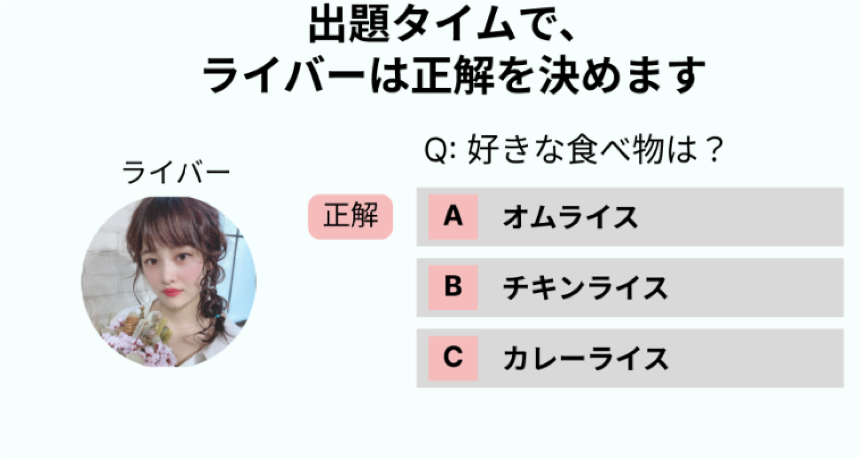 出題タイムで、
ライバーは正解を決めます
Q: 好きな食べ物は？
ライバー
正解
A オムライス
B チキンライス
C カレーライス